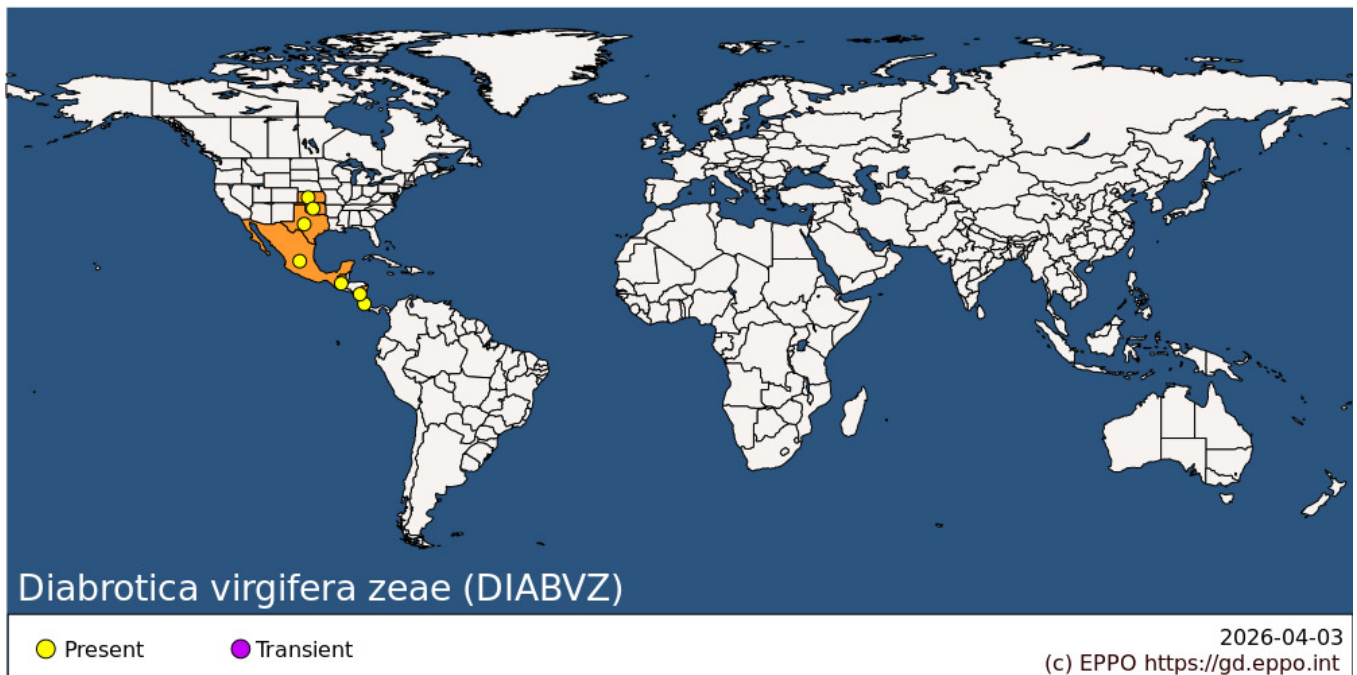 Diabrotica virgifera zeae (DIABVZ)
Present
Transient
2026-04-03
(c) EPPO https://gd.eppo.int